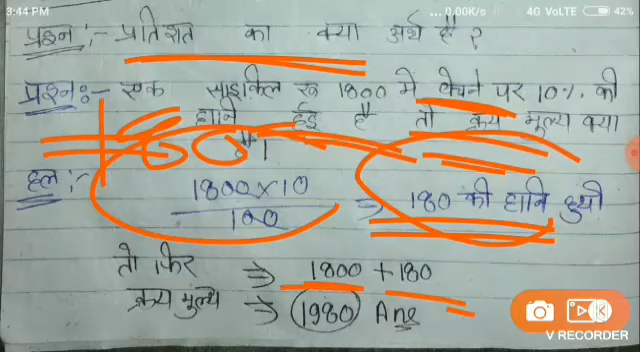 3:44 PM ...0.00K/s 4G VoLTE 42%
प्रश्न :- प्रतिशत का क्या अर्थ है ?
प्रश्न :- एक साइकिल रू 1800 में बेचने पर 10% की
हानि हुई है तो क्रय मूल्य क्या
है।
हल :- 1800×10
100
⇒ 180 की हानि हुयी
तो फिर ⇒ 1800 + 180
क्रय मूल्य ⇒ 1980 Ans
V RECORDER